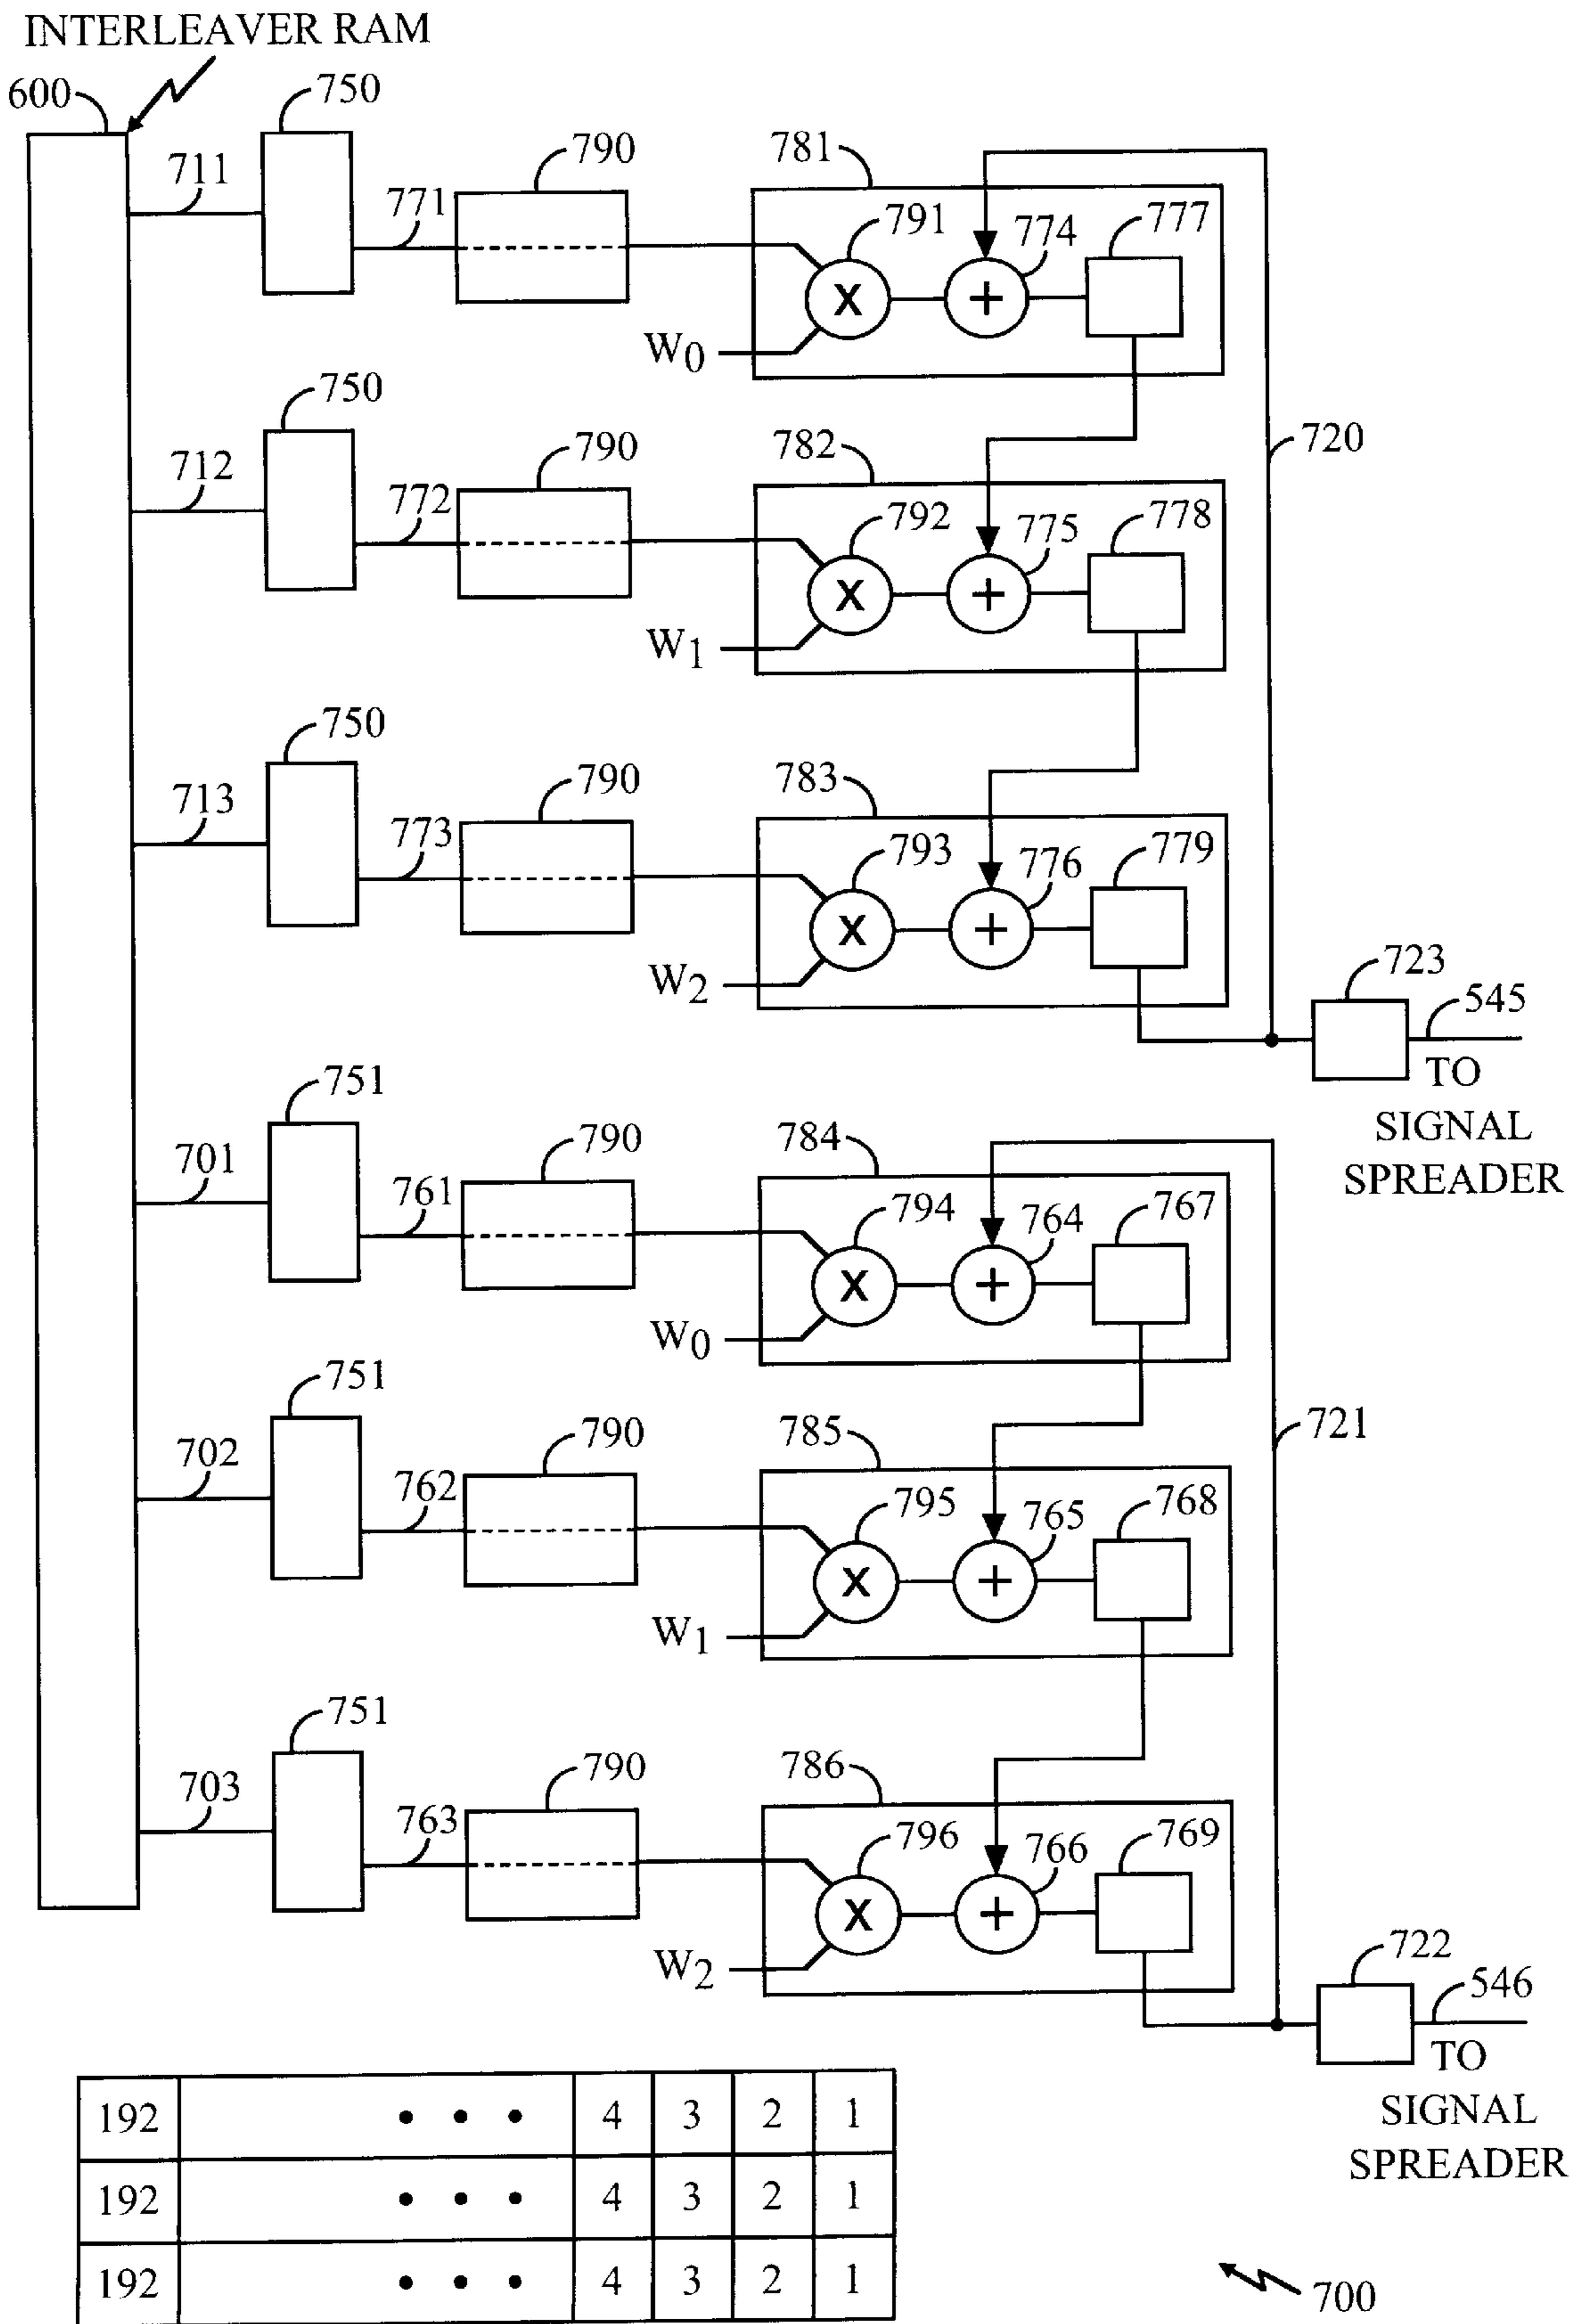 INTERLEAVER RAM
600
750
711
771
790
781
791
774
777
X
+
W0
750
712
772
790
782
792
775
778
X
+
W1
720
750
713
773
790
783
793
776
779
X
+
W2
723
545
TO
SIGNAL
SPREADER
751
701
761
790
784
794
764
767
X
+
W0
751
702
762
790
785
795
765
768
X
+
W1
721
751
703
763
790
786
796
766
769
X
+
W2
722
546
TO
SIGNAL
SPREADER
192 • • • 4 3 2 1
192 • • • 4 3 2 1
192 • • • 4 3 2 1
700